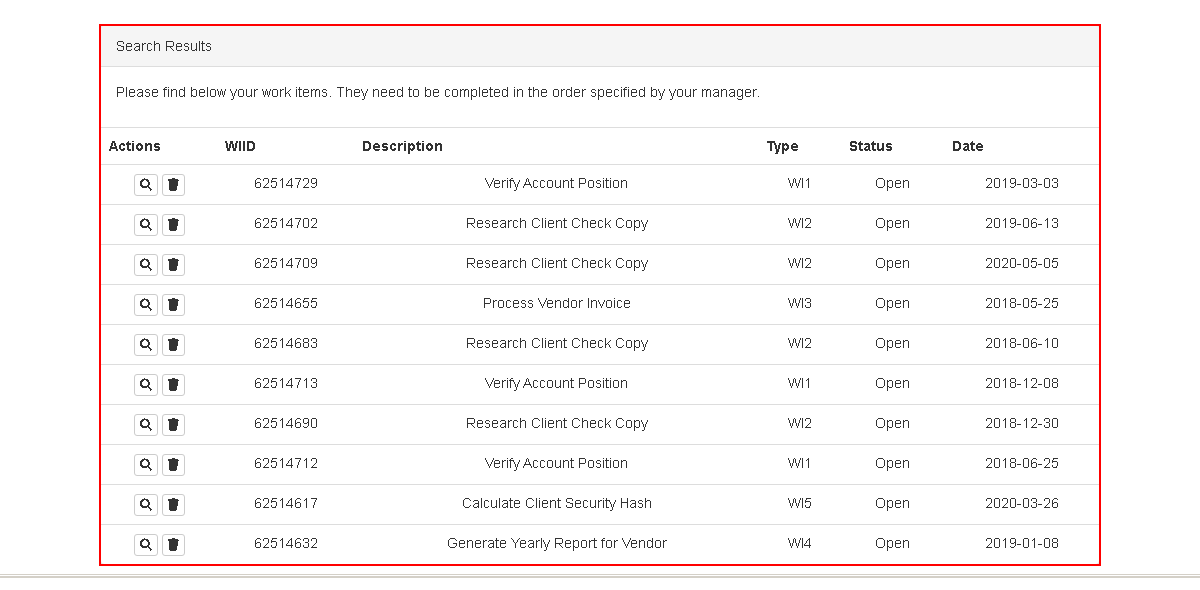 Search Results
Please find below your work items. They need to be completed in the order specified by your manager.
Actions WIID Description Type Status Date
62514729 Verify Account Position WI1 Open 2019-03-03
62514702 Research Client Check Copy WI2 Open 2019-06-13
62514709 Research Client Check Copy WI2 Open 2020-05-05
62514655 Process Vendor Invoice WI3 Open 2018-05-25
62514683 Research Client Check Copy WI2 Open 2018-06-10
62514713 Verify Account Position WI1 Open 2018-12-08
62514690 Research Client Check Copy WI2 Open 2018-12-30
62514712 Verify Account Position WI1 Open 2018-06-25
62514617 Calculate Client Security Hash WI5 Open 2020-03-26
62514632 Generate Yearly Report for Vendor WI4 Open 2019-01-08